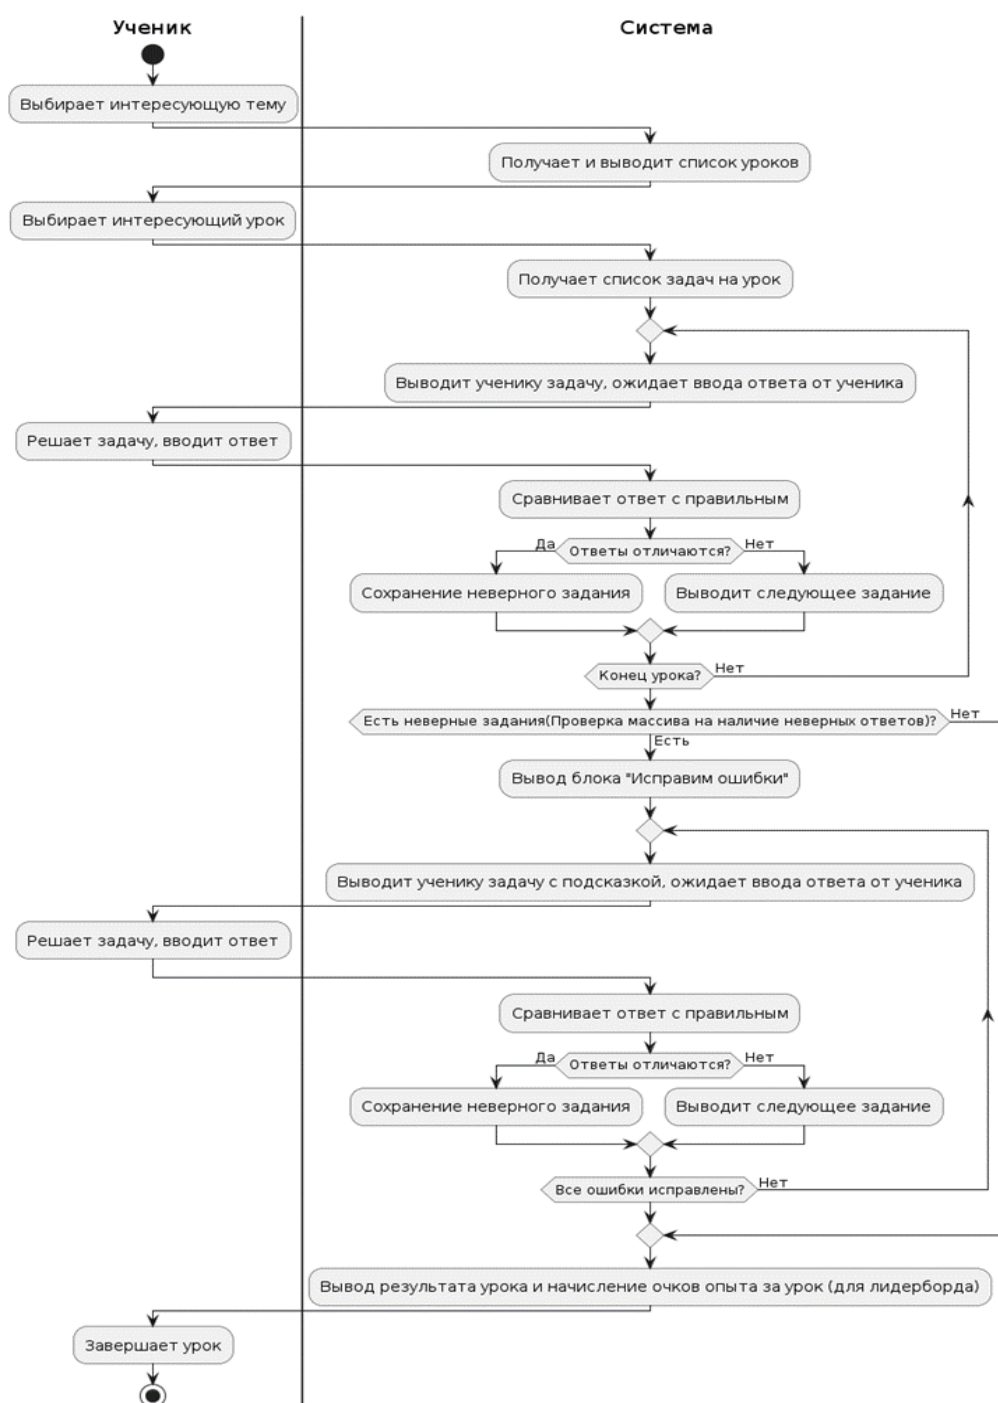 Ученик
Система
Выбирает интересующую тему
Получает и выводит список уроков
Выбирает интересующий урок
Получает список задач на урок
Выводит ученику задачу, ожидает ввода ответа от ученика
Решает задачу, вводит ответ
Сравнивает ответ с правильным
Да
Ответы отличаются?
Нет
Сохранение неверного задания
Выводит следующее задание
Конец урока?
Нет
Есть неверные задания(Проверка массива на наличие неверных ответов)?
Нет
Есть
Вывод блока "Исправим ошибки"
Выводит ученику задачу с подсказкой, ожидает ввода ответа от ученика
Решает задачу, вводит ответ
Сравнивает ответ с правильным
Да
Ответы отличаются?
Нет
Сохранение неверного задания
Выводит следующее задание
Все ошибки исправлены?
Нет
Вывод результата урока и начисление очков опыта за урок (для лидерборда)
Завершает урок